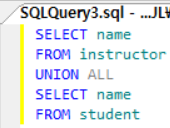 SQLQuery3.sql - ...JL\
SELECT name
FROM instructor
UNION ALL
SELECT name
FROM student